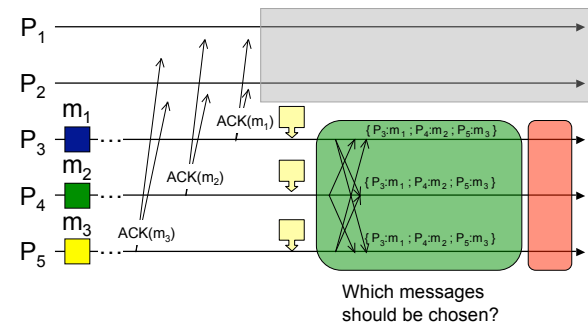 P1
P2
m1
P3
ACK(m1)
{ P3:m1 ; P4:m2 ; P5:m3 }
m2
P4
ACK(m2)
{ P3:m1 ; P4:m2 ; P5:m3 }
m3
P5
ACK(m3)
{ P3:m1 ; P4:m2 ; P5:m3 }
Which messages
should be chosen?